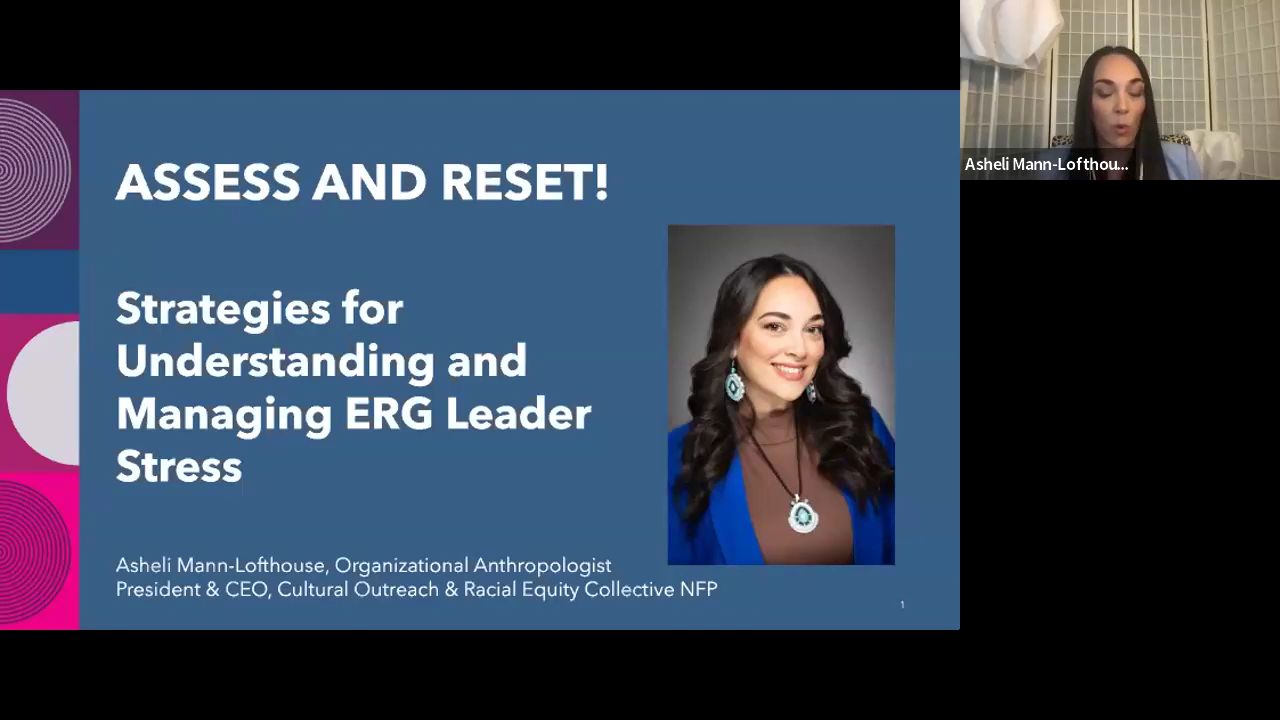 ASSESS AND RESET!
Strategies for
Understanding and
Managing ERG Leader
Stress
Asheli Mann-Lofthouse, Organizational Anthropologist
President & CEO, Cultural Outreach & Racial Equity Collective NFP
1
Asheli Mann-Lofthou...